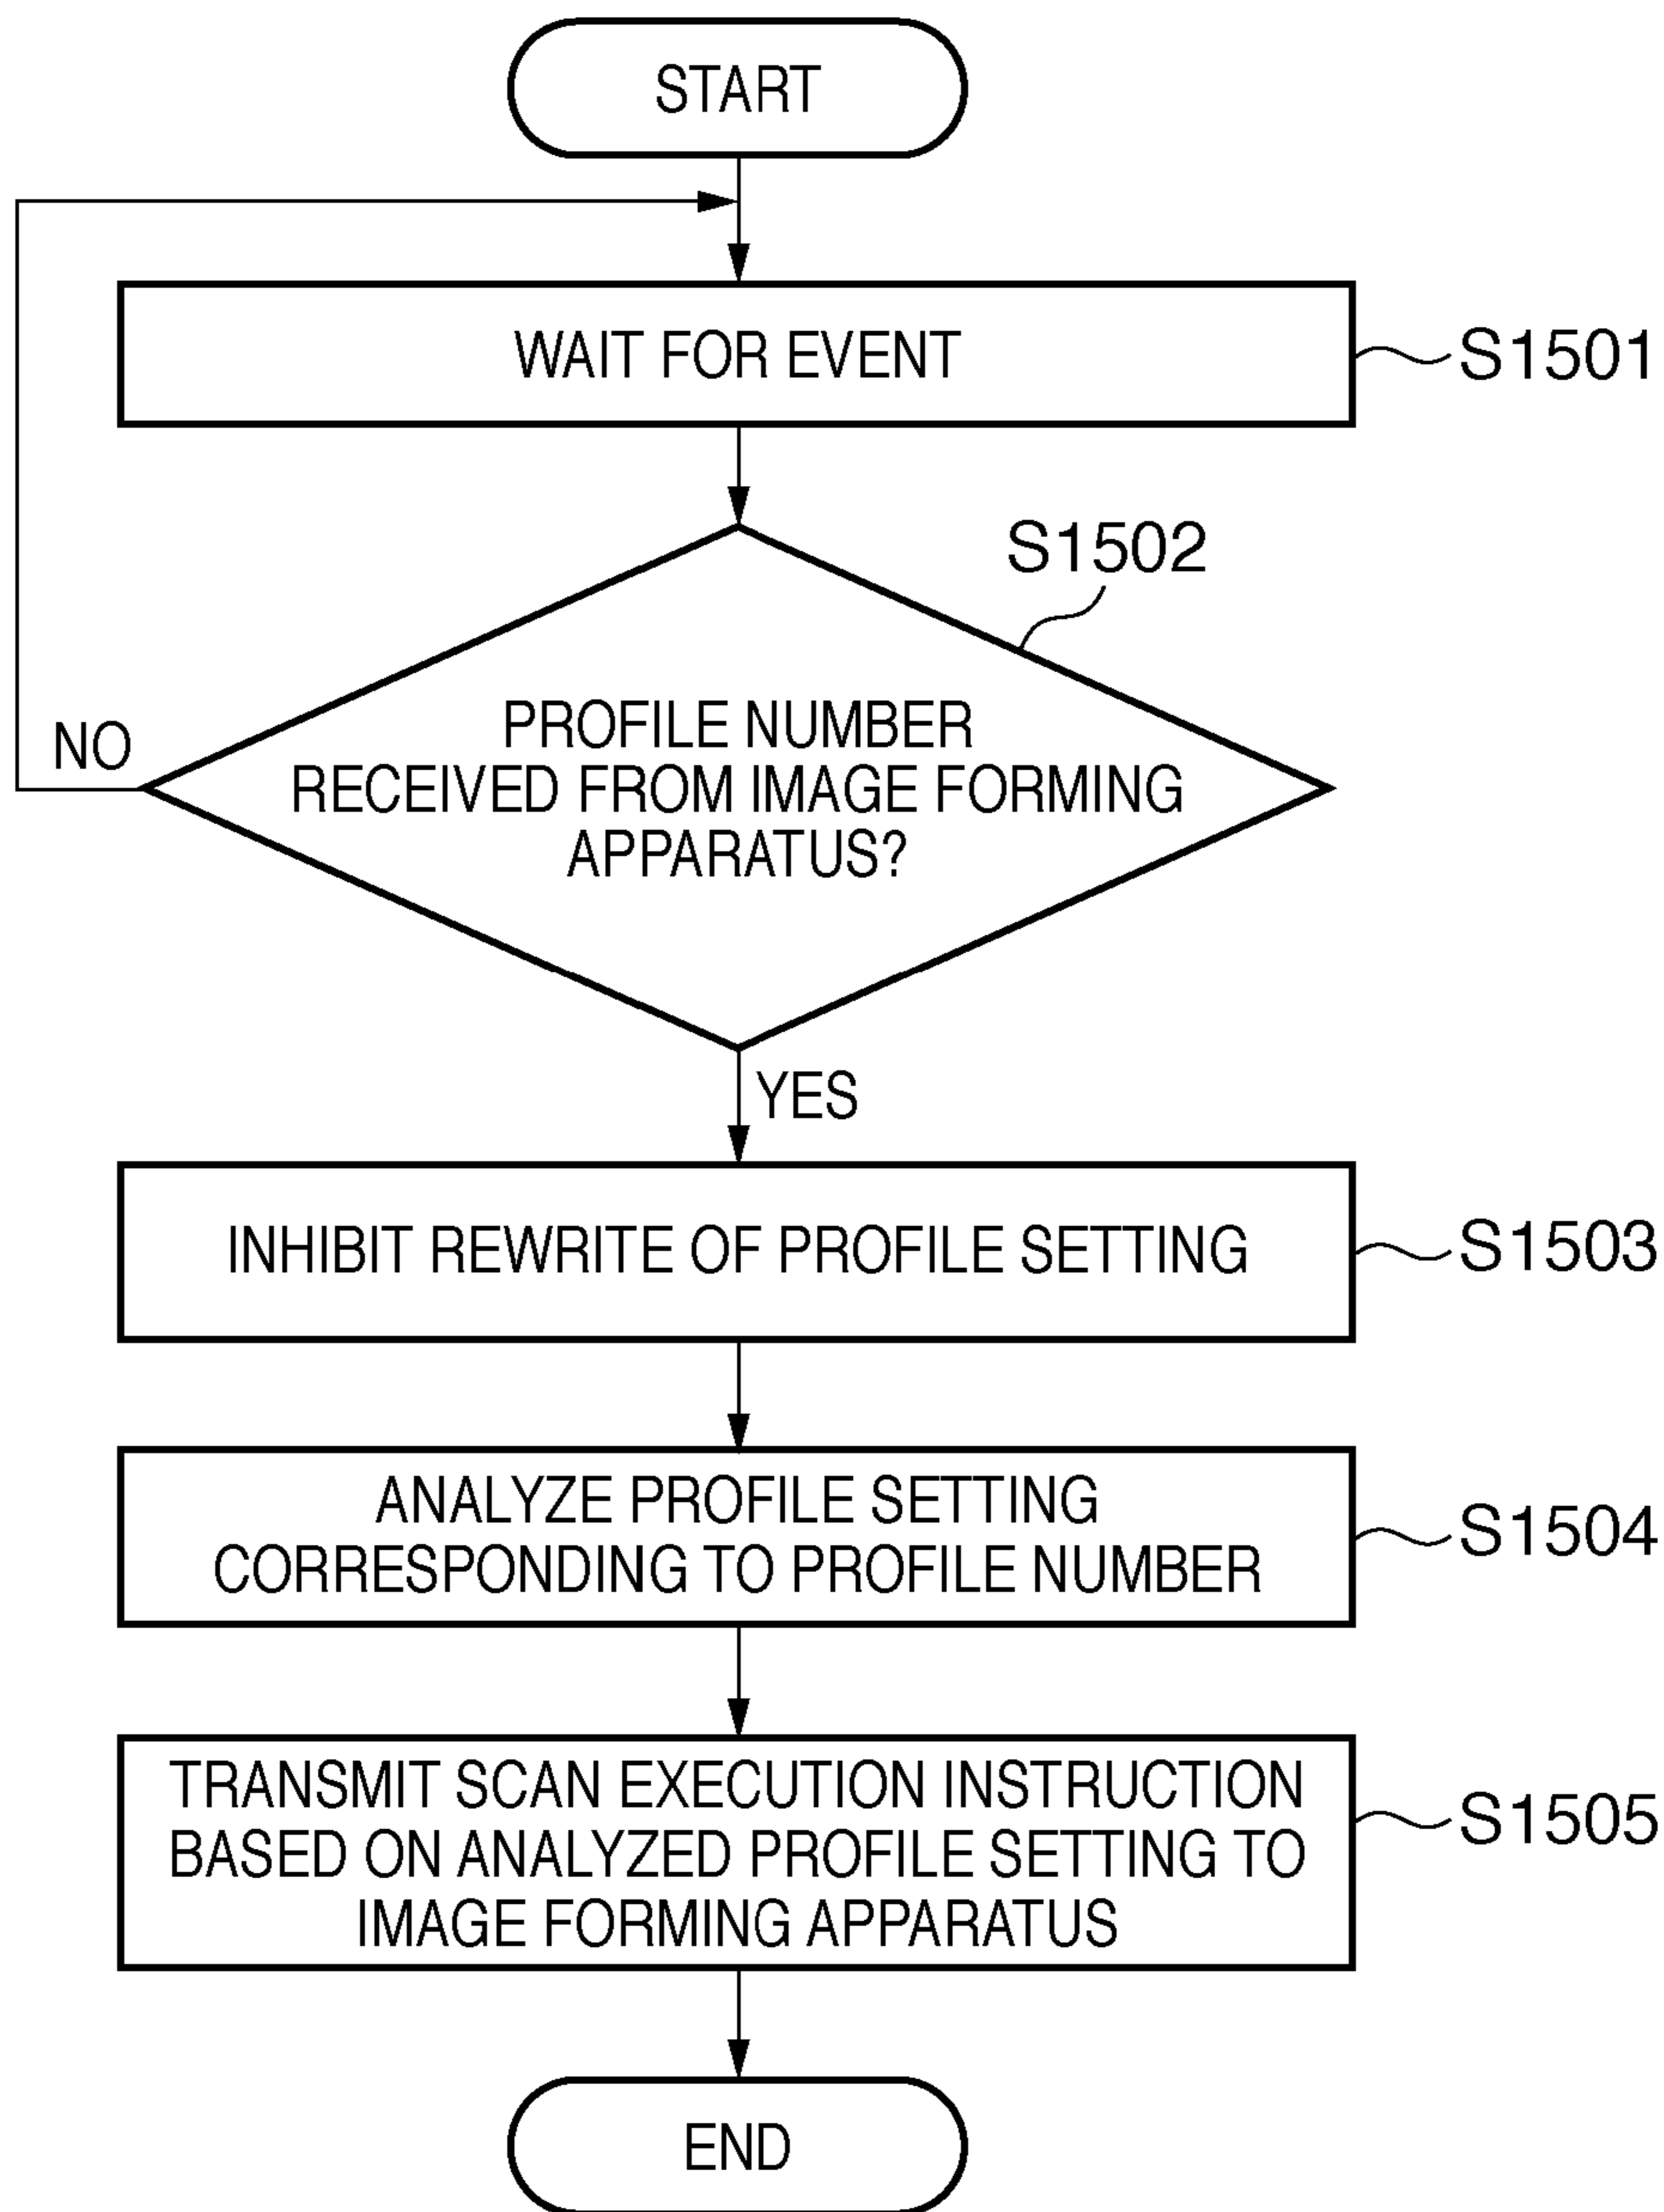 START
WAIT FOR EVENT
S1501
S1502
PROFILE NUMBER
RECEIVED FROM IMAGE FORMING
APPARATUS?
NO
YES
INHIBIT REWRITE OF PROFILE SETTING
S1503
ANALYZE PROFILE SETTING
CORRESPONDING TO PROFILE NUMBER
S1504
TRANSMIT SCAN EXECUTION INSTRUCTION
BASED ON ANALYZED PROFILE SETTING TO
IMAGE FORMING APPARATUS
S1505
END